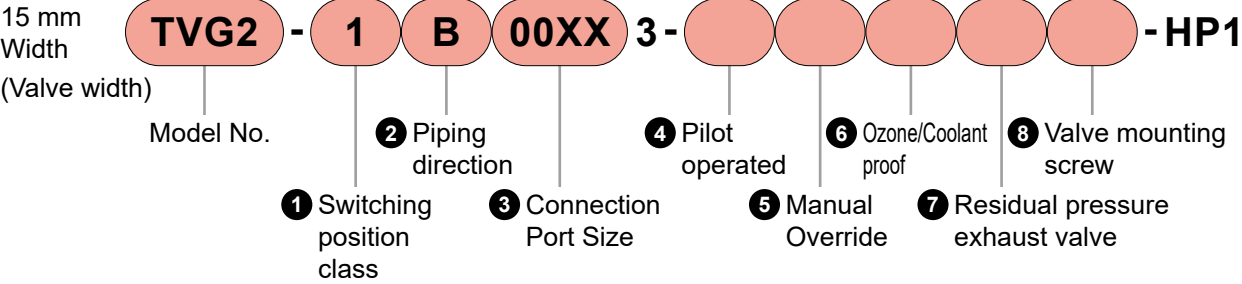 15 mm
Width
(Valve width)
TVG2 - 1 B 00XX 3 - - HP1
Model No.
2 Piping
direction
4 Pilot
operated
6 Ozone/Coolant
proof
8 Valve mounting
screw
1 Switching
position
class
3 Connection
Port Size
5 Manual
Override
7 Residual pressure
exhaust valve